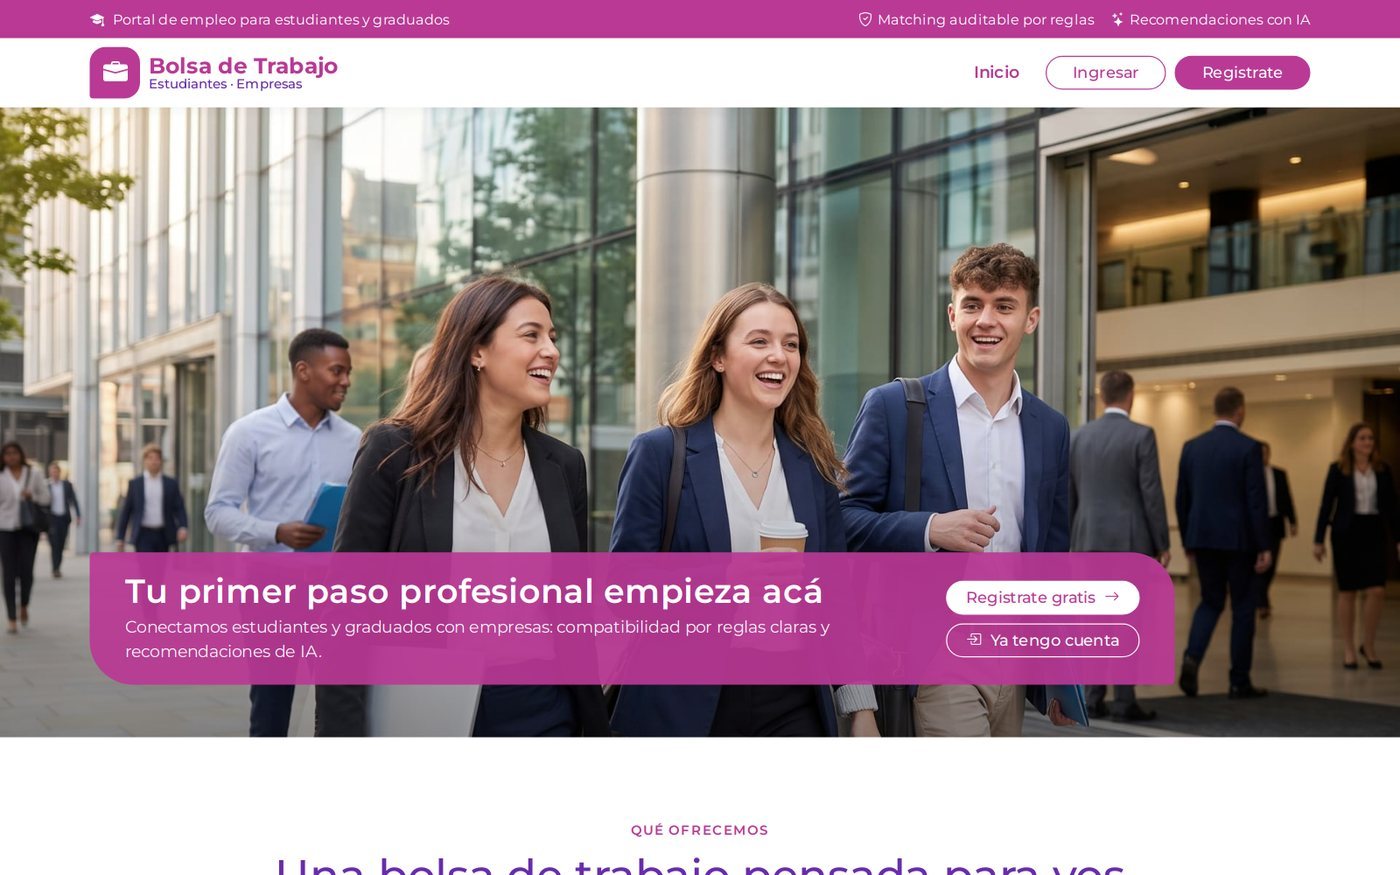 Portal de empleo para estudiantes y graduados
Matching auditable por reglas
Recomendaciones con IA
Bolsa de Trabajo
Estudiantes · Empresas
Inicio
Ingresar
Registrate
Tu primer paso profesional empieza acá
Conectamos estudiantes y graduados con empresas: compatibilidad por reglas claras y
recomendaciones de IA.
Registrate gratis
Ya tengo cuenta
QUÉ OFRECEMOS
Una bolsa de trabajo pensada para vos